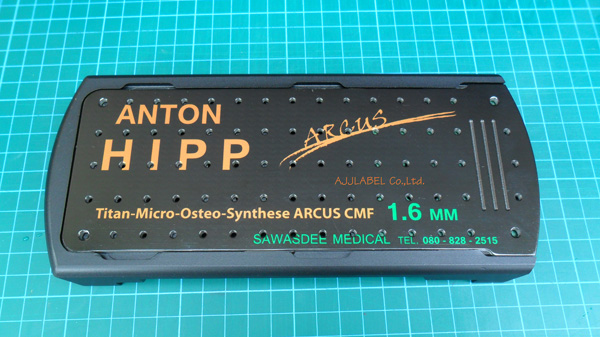 ANTON
HIPP
ARCUS
AJJLABEL Co.,Ltd.
Titan-Micro-Osteo-Synthese ARCUS CMF 1.6 MM
SAWASDEE MEDICAL TEL. 080 - 828 - 2515